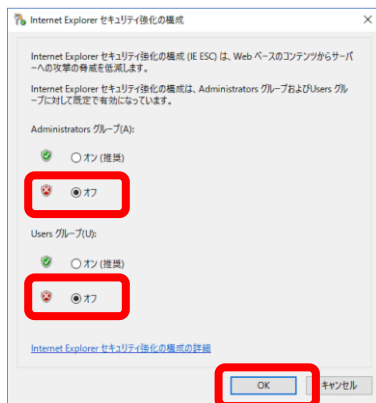 Internet Explorer セキュリティ強化の構成
Internet Explorer セキュリティ強化の構成 (IE ESC) は、Web ベースのコンテンツからサーバ
ーへの攻撃の脅威を低減します。
Internet Explorer セキュリティ強化の構成は、Administrators グループおよびUsers グル
ープに対して既定で有効になっています。
Administrators グループ(A):
オン (推奨)
オフ
Users グループ(U):
オン (推奨)
オフ
Internet Explorer セキュリティ強化の構成の詳細
OK
キャンセル